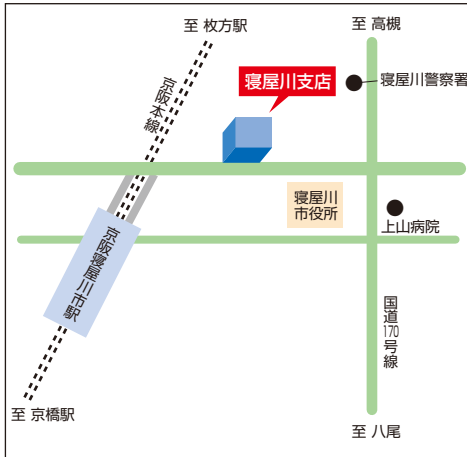 至 枚方駅
至 高槻
京阪本線
寝屋川支店
寝屋川警察署
寝屋川
市役所
上山病院
京阪寝屋川市駅
国道170号線
至 京橋駅
至 八尾